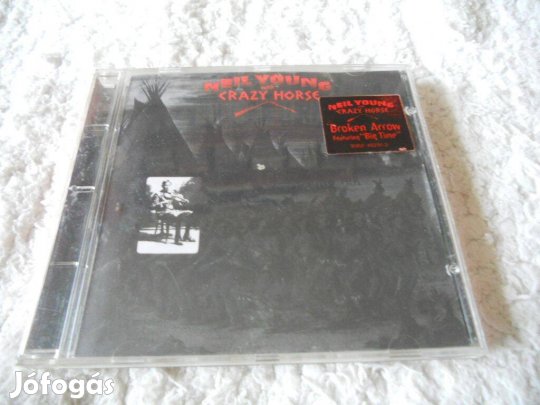 NEIL YOUNG
CRAZY HORSE
NEIL YOUNG
CRAZY HORSE
Broken Arrow
Featuring "Big Time"
Jófogás